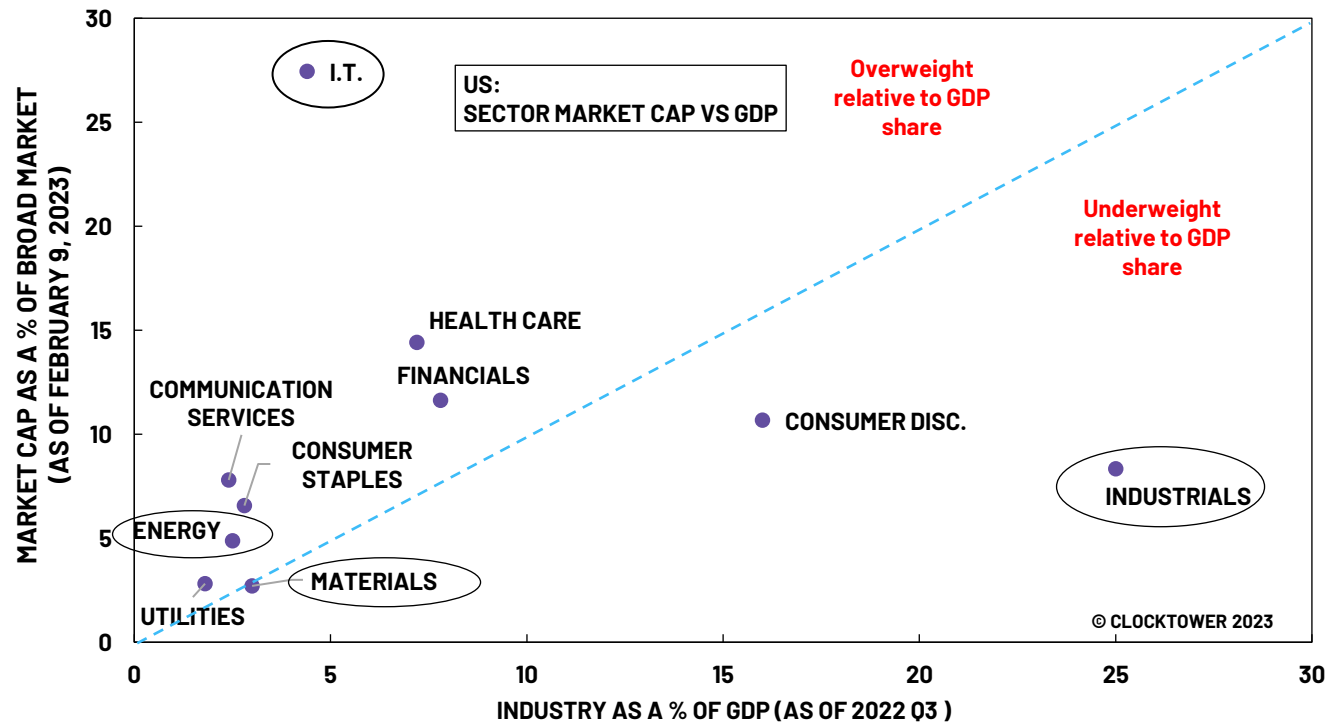 MARKET CAP AS A % OF BROAD MARKET
(AS OF FEBRUARY 9, 2023)
30
25
20
15
10
5
0
I.T.
US:
SECTOR MARKET CAP VS GDP
Overweight
relative to GDP
share
Underweight
relative to GDP
share
HEALTH CARE
FINANCIALS
COMMUNICATION
SERVICES
CONSUMER
STAPLES
CONSUMER DISC.
ENERGY
INDUSTRIALS
MATERIALS
UTILITIES
© CLOCKTOWER 2023
0
5
10
15
20
25
30
INDUSTRY AS A % OF GDP (AS OF 2022 Q3 )